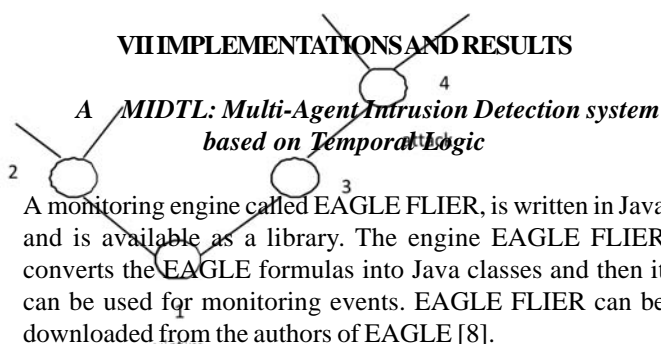 VII IMPLEMENTATIONS AND RESULTS
4
A MIDTL: Multi-Agent Intrusion Detection system
based on Temporal Logic
attack
2
3
A monitoring engine called EAGLE FLIER, is written in Java
and is available as a library. The engine EAGLE FLIER
converts the EAGLE formulas into Java classes and then it
can be used for monitoring events. EAGLE FLIER can be
1
downloaded from the authors of EAGLE [8].